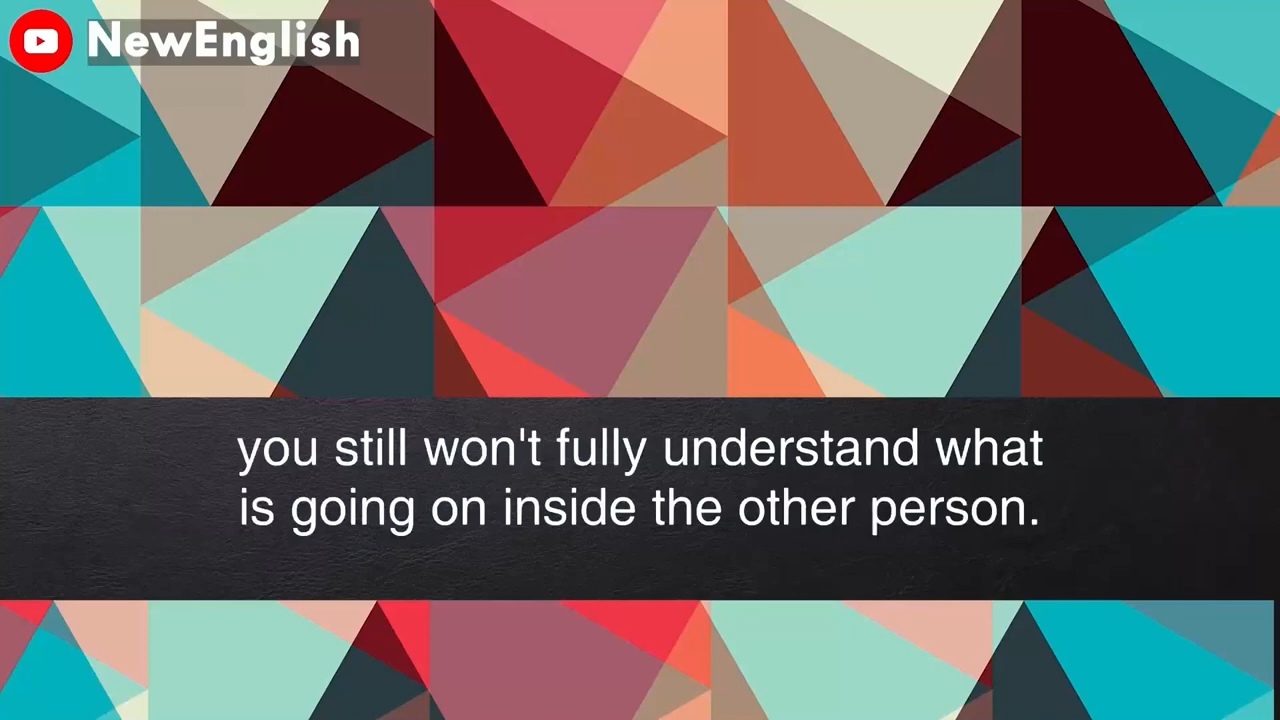 NewEnglish
you still won't fully understand what
is going on inside the other person.